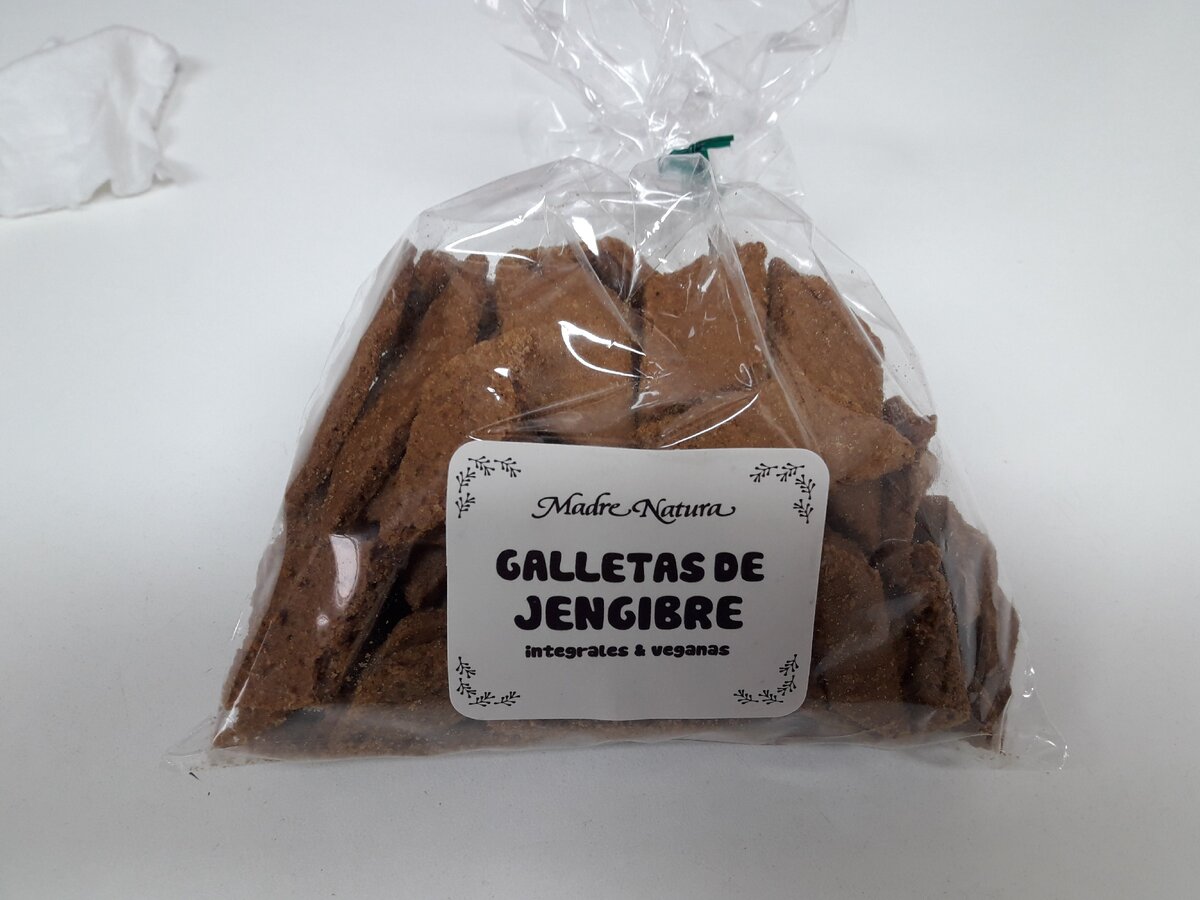 Madre Natura
GALLETAS DE
JENGIBRE
integrales & veganas